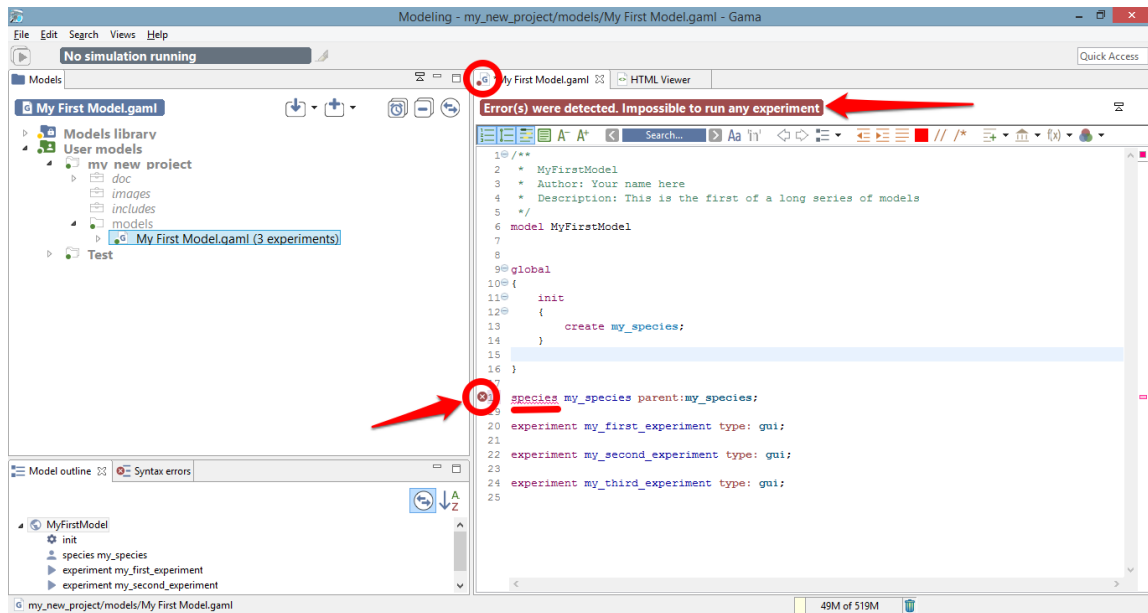 Modeling - my_new_project/models/My First Model.gaml - Gama
File Edit Search Views Help
No simulation running
Quick Access
Models
My First Model.gaml
Models library
User models
my_new_project
doc
images
includes
models
My First Model.gaml (3 experiments)
Test
Model outline
Syntax errors
MyFirstModel
init
species my_species
experiment my_first_experiment
experiment my_second_experiment
*My First Model.gaml
HTML Viewer
Error(s) were detected. Impossible to run any experiment
A- A+ Search... Aa \n' // /* f(x)
1 /**
2 * MyFirstModel
3 * Author: Your name here
4 * Description: This is the first of a long series of models
5 */
6 model MyFirstModel
7
8
9 global
10 {
11 init
12 {
13 create my_species;
14 }
15
16 }
17
species my_species parent:my_species;
19
20 experiment my_first_experiment type: gui;
21
22 experiment my_second_experiment type: gui;
23
24 experiment my_third_experiment type: gui;
25
my_new_project/models/My First Model.gaml
49M of 519M